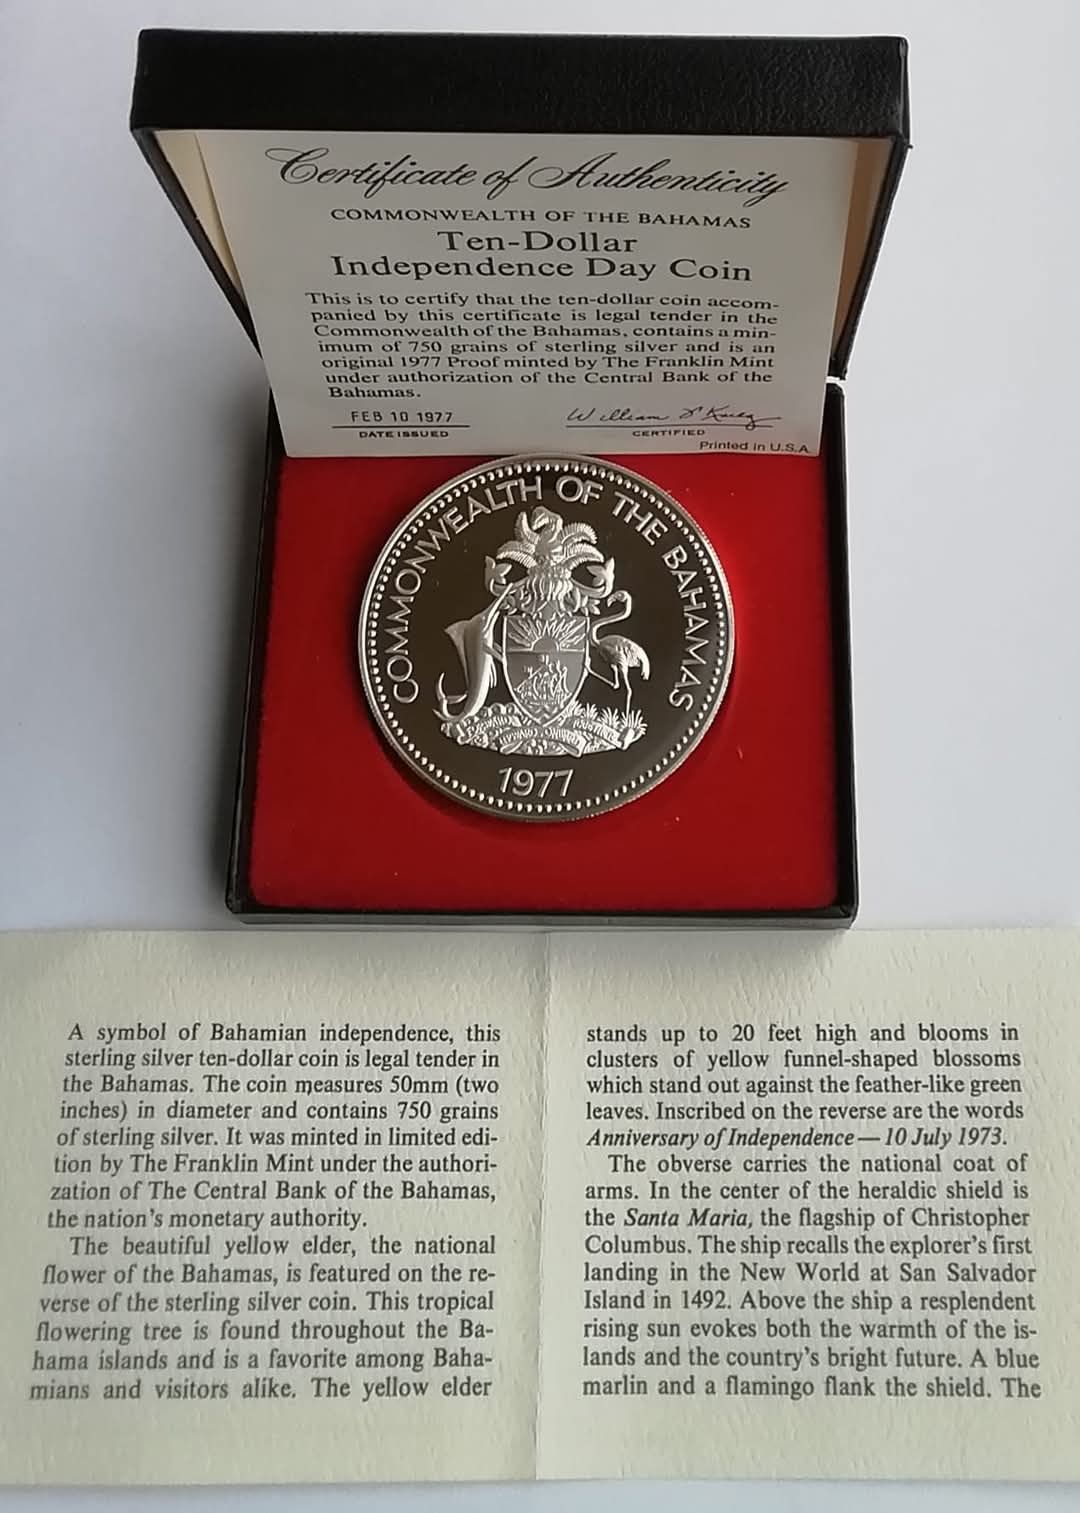 Certificate of Authenticity
COMMONWEALTH OF THE BAHAMAS
Ten-Dollar
Independence Day Coin
This is to certify that the ten-dollar coin accom-
panied by this certificate is legal tender in the
Commonwealth of the Bahamas, contains a min-
imum of 750 grains of sterling silver and is an
original 1977 Proof minted by The Franklin Mint
under authorization of the Central Bank of the
Bahamas.
FEB 10 1977
DATE ISSUED
William
CERTIFIED
Printed in U.S.A.
COMMONWEALTH OF THE BAHAMAS
FORWARD UPWARD ONWARD TOGETHER
1977
A symbol of Bahamian independence, this
sterling silver ten-dollar coin is legal tender in
the Bahamas. The coin measures 50mm (two
inches) in diameter and contains 750 grains
of sterling silver. It was minted in limited edi-
tion by The Franklin Mint under the authori-
zation of The Central Bank of the Bahamas,
the nation's monetary authority.
The beautiful yellow elder, the national
flower of the Bahamas, is featured on the re-
verse of the sterling silver coin. This tropical
flowering tree is found throughout the Ba-
hama islands and is a favorite among Baha-
mians and visitors alike. The yellow elder
stands up to 20 feet high and blooms in
clusters of yellow funnel-shaped blossoms
which stand out against the feather-like green
leaves. Inscribed on the reverse are the words
Anniversary of Independence—10 July 1973.
The obverse carries the national coat of
arms. In the center of the heraldic shield is
the Santa Maria, the flagship of Christopher
Columbus. The ship recalls the explorer's first
landing in the New World at San Salvador
Island in 1492. Above the ship a resplendent
rising sun evokes both the warmth of the is-
lands and the country's bright future. A blue
marlin and a flamingo flank the shield. The